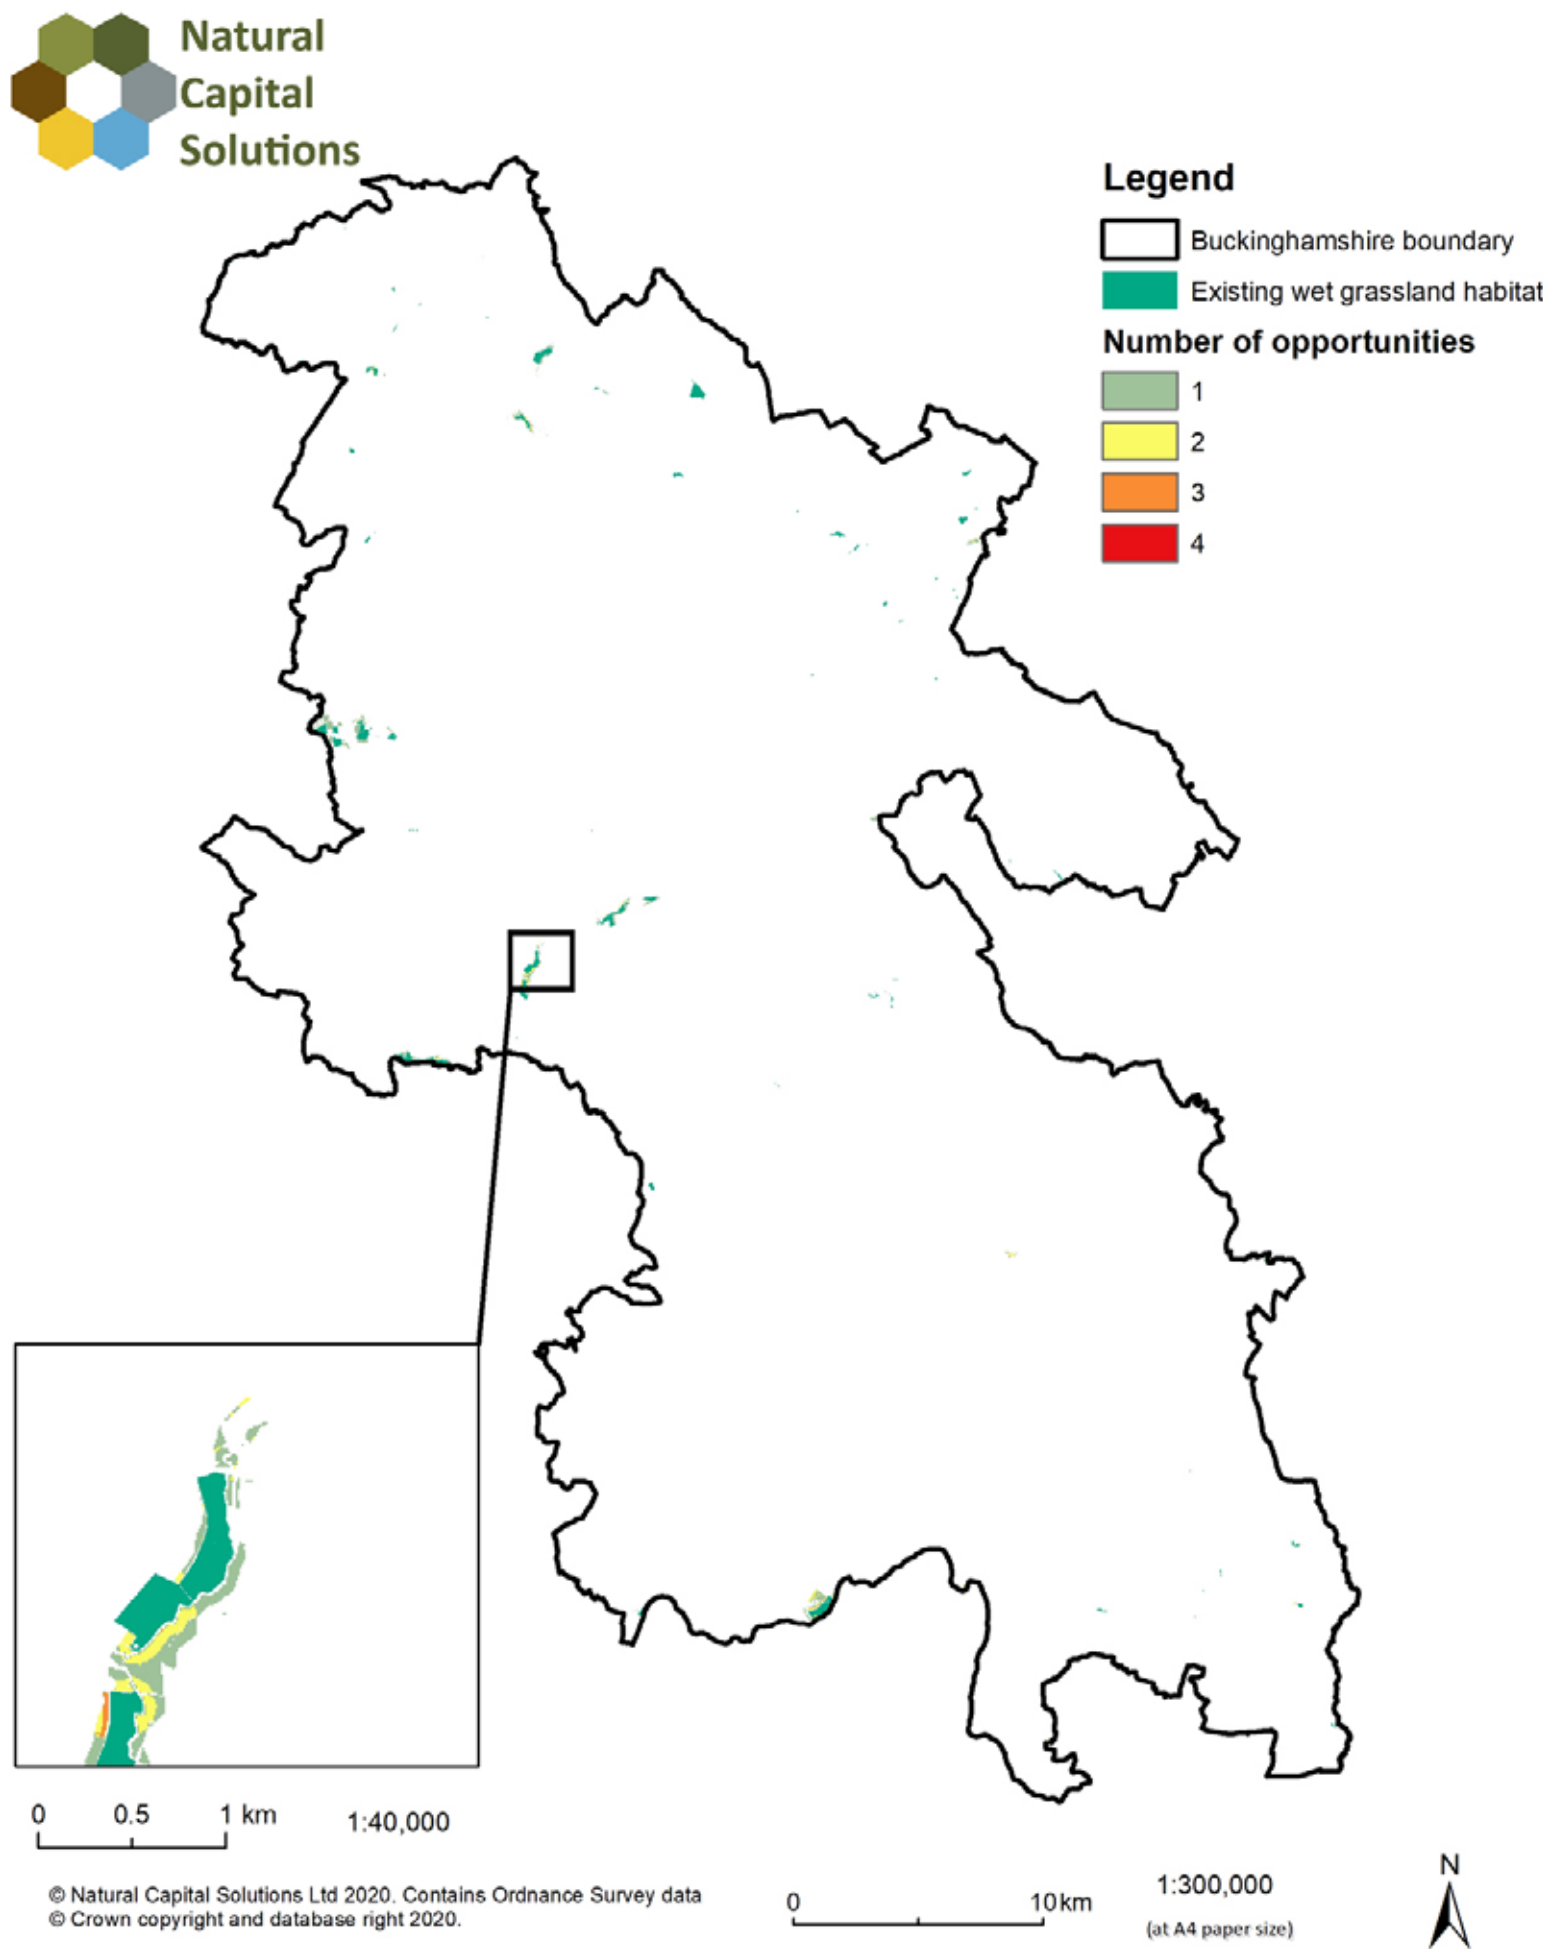 Natural
Capital
Solutions
Legend
Buckinghamshire boundary
Existing wet grassland habitat
Number of opportunities
1
2
3
4
0 0.5 1 km
1:40,000
© Natural Capital Solutions Ltd 2020. Contains Ordnance Survey data
© Crown copyright and database right 2020.
0 10 km
1:300,000
(at A4 paper size)
N